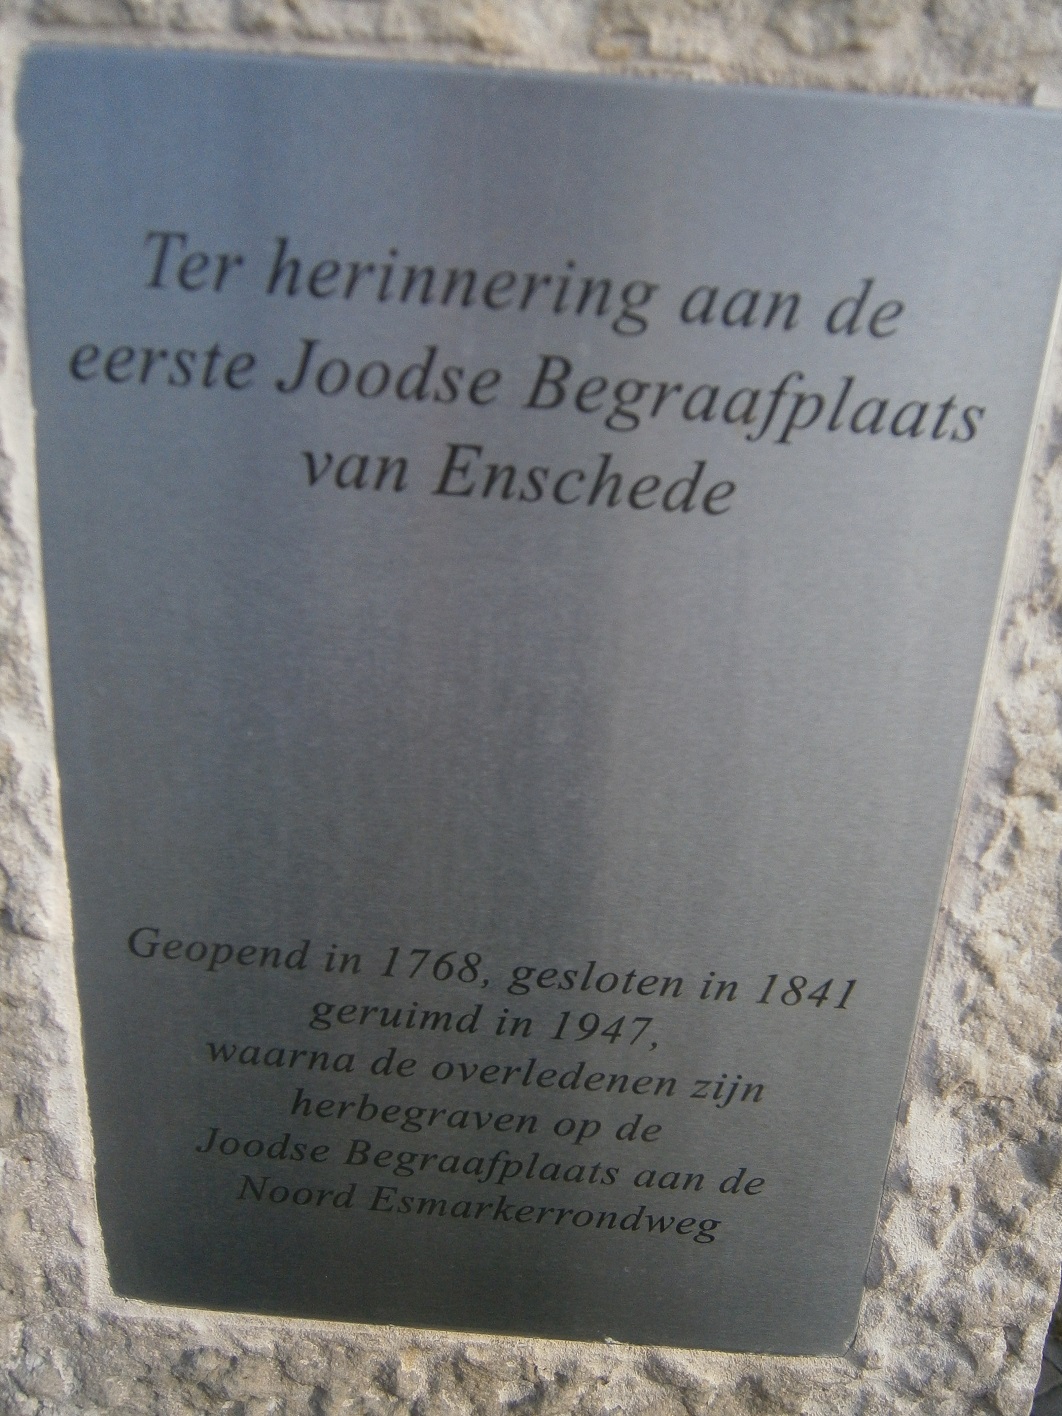 Ter herinnering aan de
eerste Joodse Begraafplaats
van Enschede
Geopend in 1768, gesloten in 1841
geruimd in 1947,
waarna de overledenen zijn
herbegraven op de
Joodse Begraafplaats aan de
Noord Esmarkerrondweg